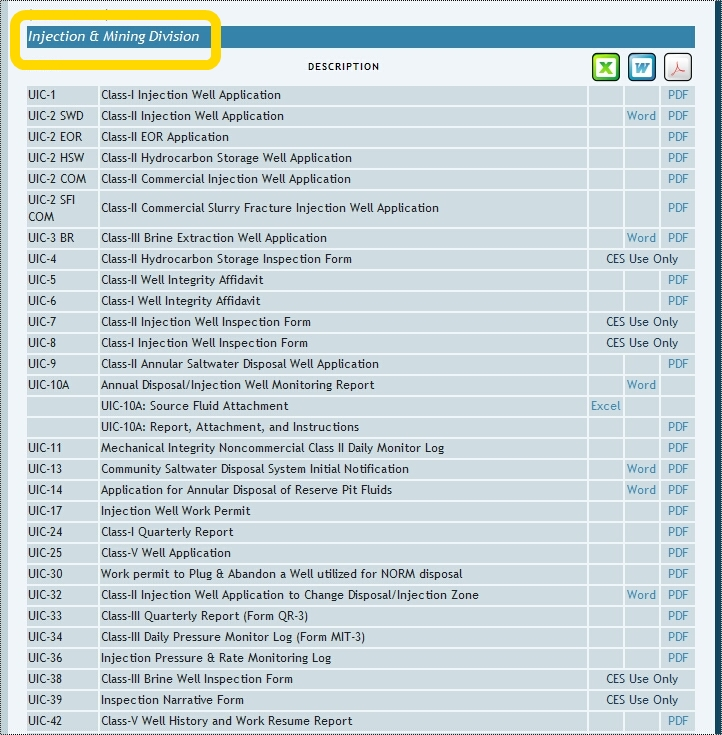 Injection & Mining Division
DESCRIPTION X W
UIC-1 Class-I Injection Well Application PDF
UIC-2 SWD Class-II Injection Well Application Word PDF
UIC-2 EOR Class-II EOR Application PDF
UIC-2 HSW Class-II Hydrocarbon Storage Well Application PDF
UIC-2 COM Class-II Commercial Injection Well Application PDF
UIC-2 SFI COM Class-II Commercial Slurry Fracture Injection Well Application PDF
UIC-3 BR Class-III Brine Extraction Well Application Word PDF
UIC-4 Class-II Hydrocarbon Storage Inspection Form CES Use Only
UIC-5 Class-II Well Integrity Affidavit PDF
UIC-6 Class-I Well Integrity Affidavit PDF
UIC-7 Class-II Injection Well Inspection Form CES Use Only
UIC-8 Class-I Injection Well Inspection Form CES Use Only
UIC-9 Class-II Annular Saltwater Disposal Well Application PDF
UIC-10A Annual Disposal/Injection Well Monitoring Report Word
UIC-10A: Source Fluid Attachment Excel
UIC-10A: Report, Attachment, and Instructions PDF
UIC-11 Mechanical Integrity Noncommercial Class II Daily Monitor Log PDF
UIC-13 Community Saltwater Disposal System Initial Notification Word PDF
UIC-14 Application for Annular Disposal of Reserve Pit Fluids Word PDF
UIC-17 Injection Well Work Permit PDF
UIC-24 Class-I Quarterly Report PDF
UIC-25 Class-V Well Application PDF
UIC-30 Work permit to Plug & Abandon a Well utilized for NORM disposal PDF
UIC-32 Class-II Injection Well Application to Change Disposal/Injection Zone Word PDF
UIC-33 Class-III Quarterly Report (Form QR-3) PDF
UIC-34 Class-III Daily Pressure Monitor Log (Form MIT-3) PDF
UIC-36 Injection Pressure & Rate Monitoring Log PDF
UIC-38 Class-III Brine Well Inspection Form CES Use Only
UIC-39 Inspection Narrative Form CES Use Only
UIC-42 Class-V Well History and Work Resume Report PDF